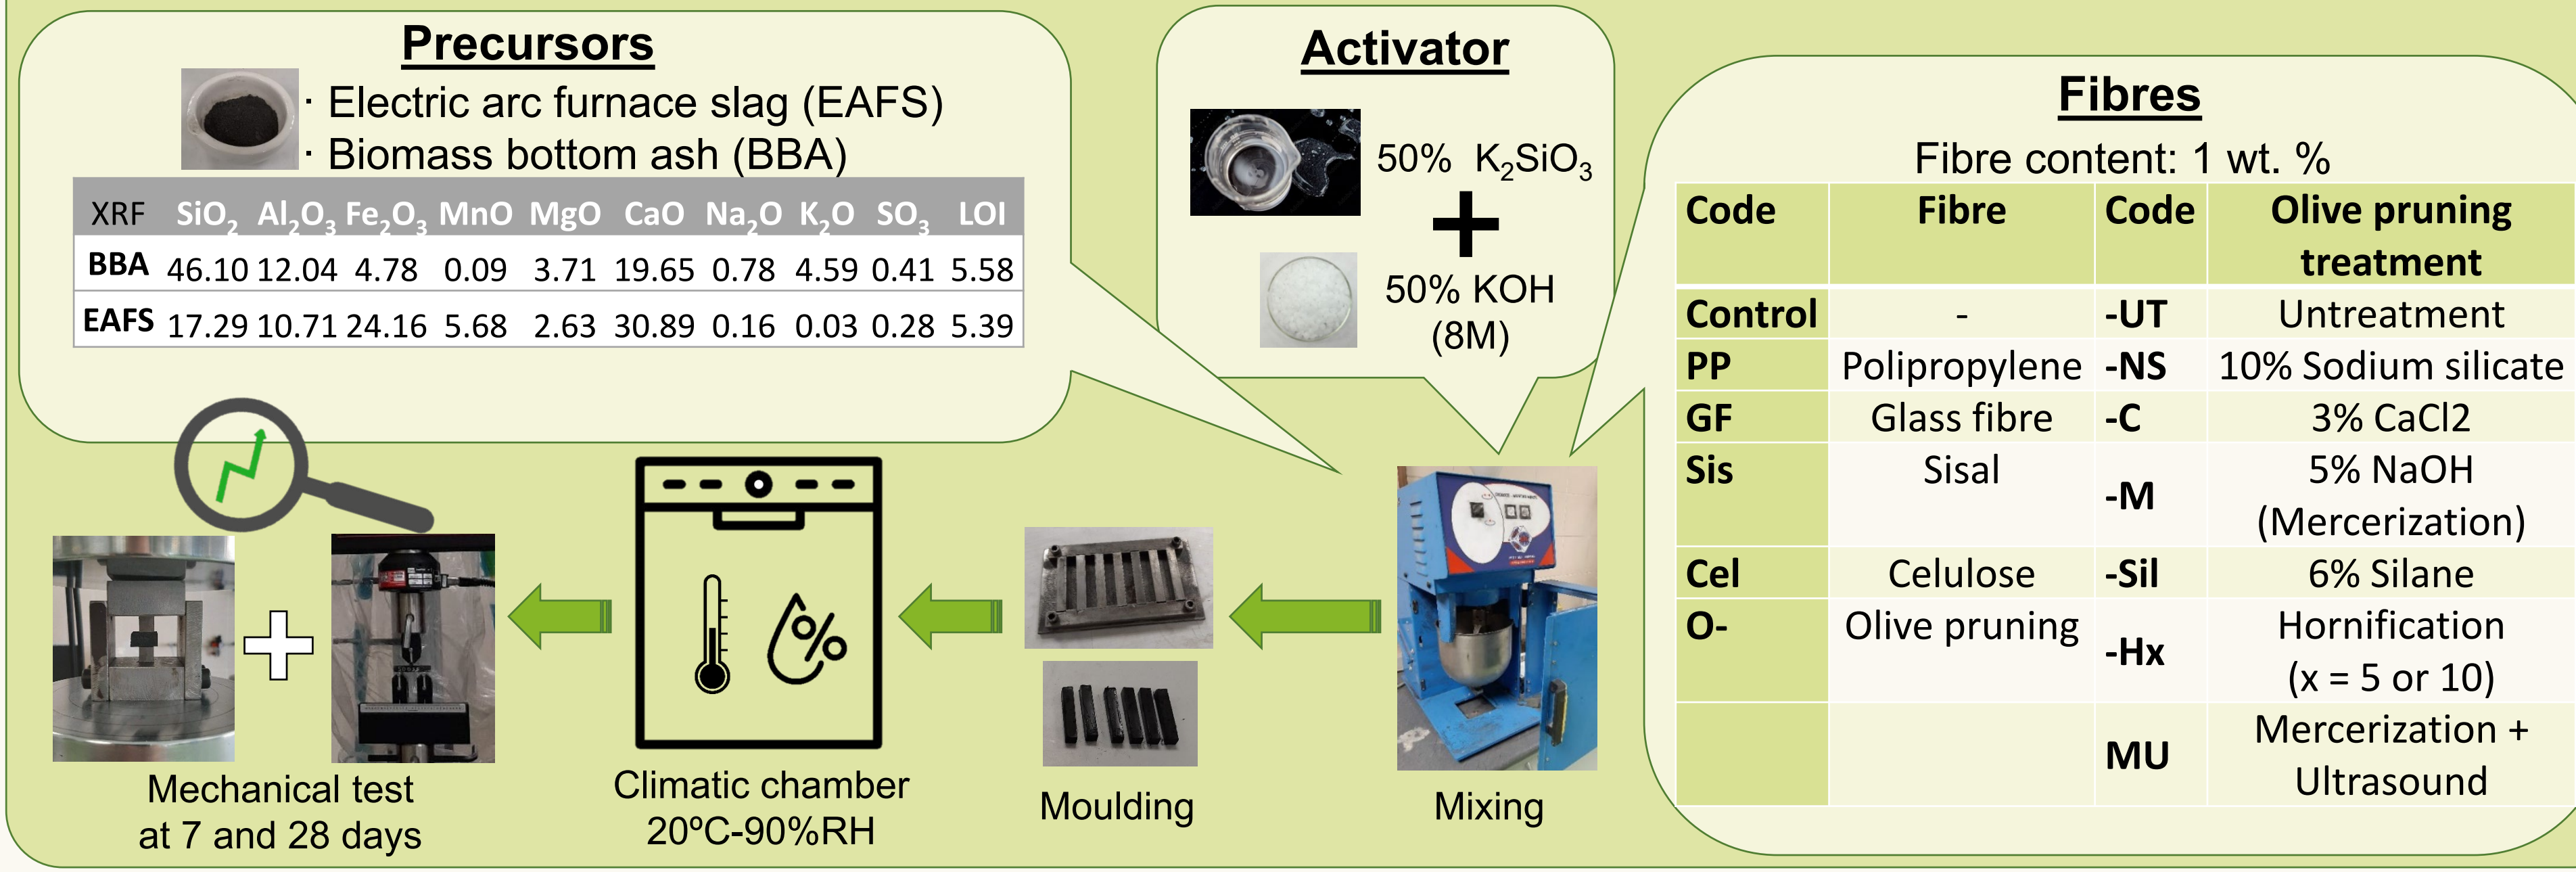 Precursors
· Electric arc furnace slag (EAFS)
· Biomass bottom ash (BBA)
XRF SiO₂ Al₂O₃ Fe₂O₃ MnO MgO CaO Na₂O K₂O SO₃ LOI
BBA 46.10 12.04 4.78 0.09 3.71 19.65 0.78 4.59 0.41 5.58
EAFS 17.29 10.71 24.16 5.68 2.63 30.89 0.16 0.03 0.28 5.39
Activator
50% K₂SiO₃
+
50% KOH
(8M)
Fibres
Fibre content: 1 wt. %
Code Fibre Code Olive pruning
treatment
Control - -UT Untreatment
PP Polipropylene -NS 10% Sodium silicate
GF Glass fibre -C 3% CaCl2
Sis Sisal -M 5% NaOH
(Mercerization)
Cel Celulose -Sil 6% Silane
O- Olive pruning -Hx Hornification
(x = 5 or 10)
MU Mercerization +
Ultrasound
%
Mechanical test
at 7 and 28 days
Climatic chamber
20ºC-90%RH
Moulding
Mixing